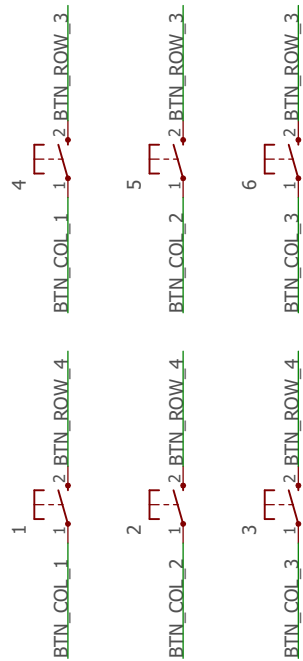 1 4
BTN_COL_1 1 2 BTN_ROW_4 BTN_COL_1 1 2 BTN_ROW_3
2 5
BTN_COL_2 1 2 BTN_ROW_4 BTN_COL_2 1 2 BTN_ROW_3
3 6
BTN_COL_3 1 2 BTN_ROW_4 BTN_COL_3 1 2 BTN_ROW_3